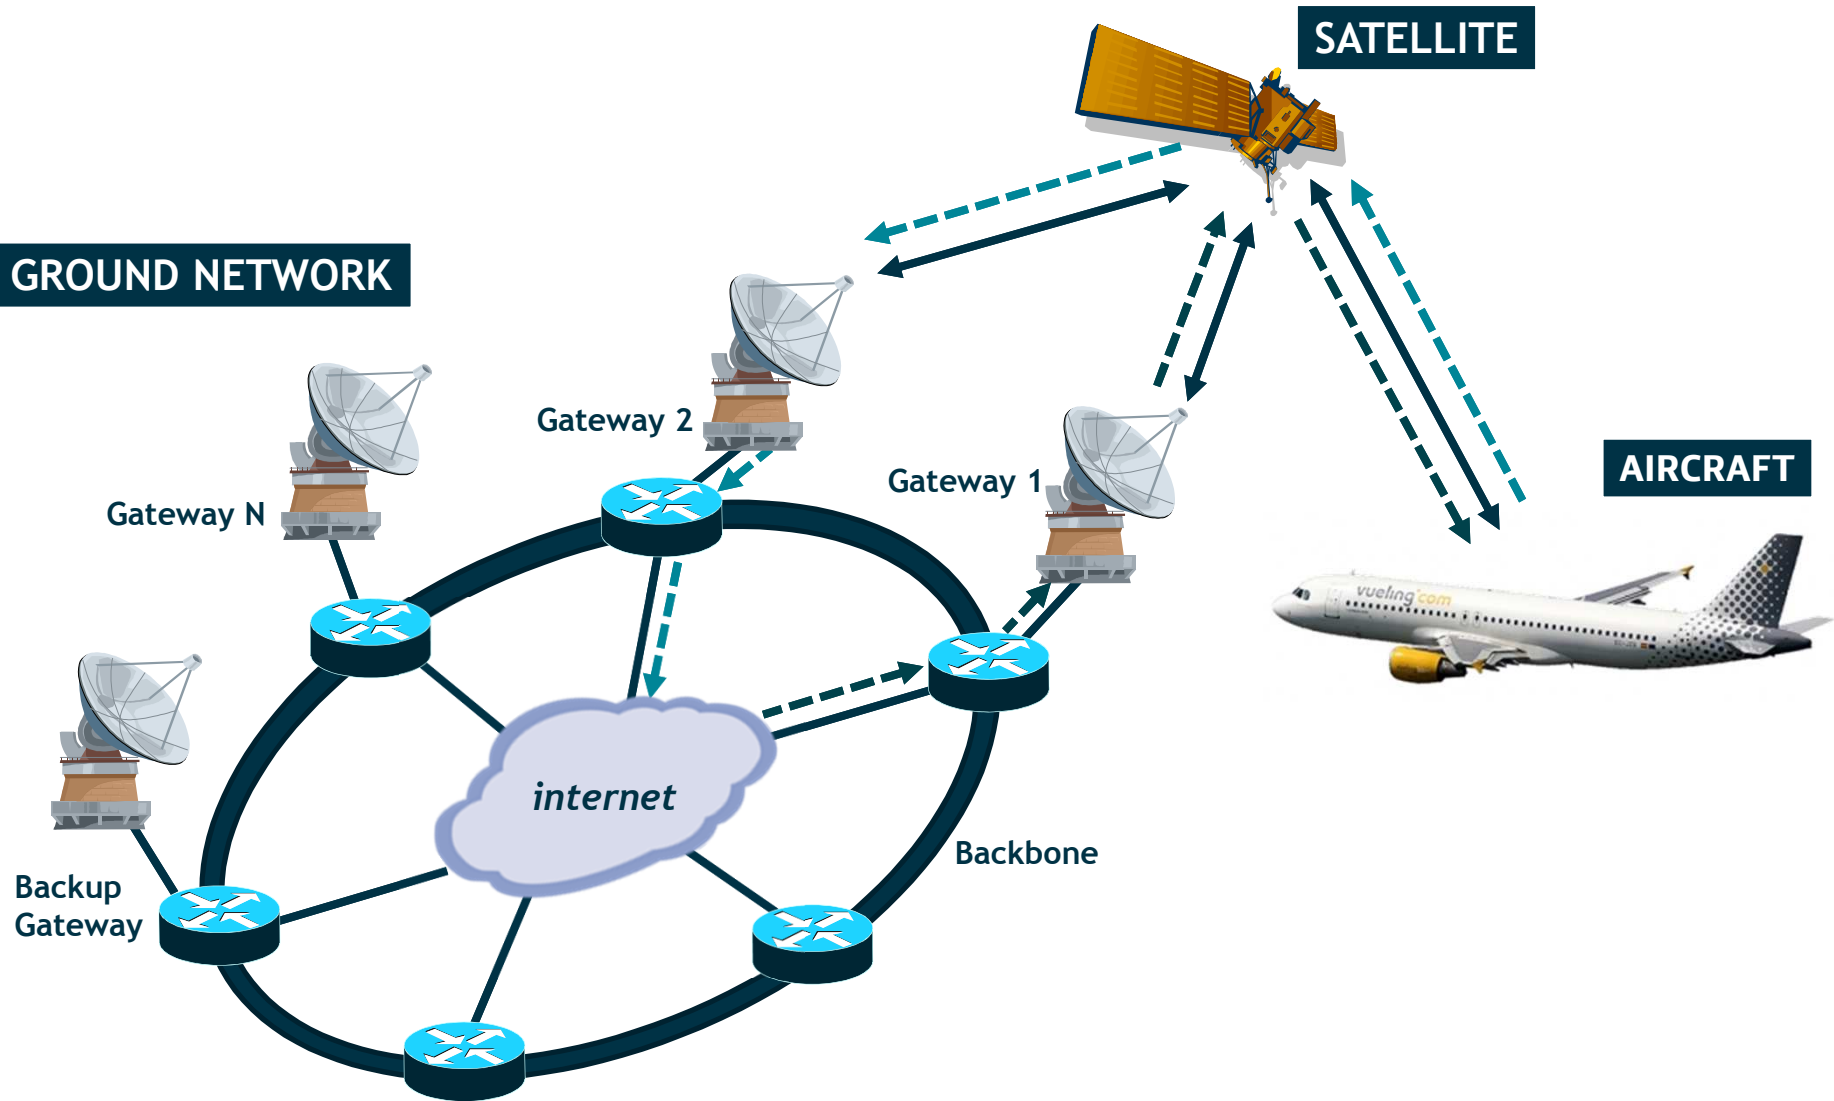 SATELLITE
GROUND NETWORK
Gateway 2
Gateway 1
AIRCRAFT
Gateway N
vueling.com
internet
Backbone
Backup
Gateway